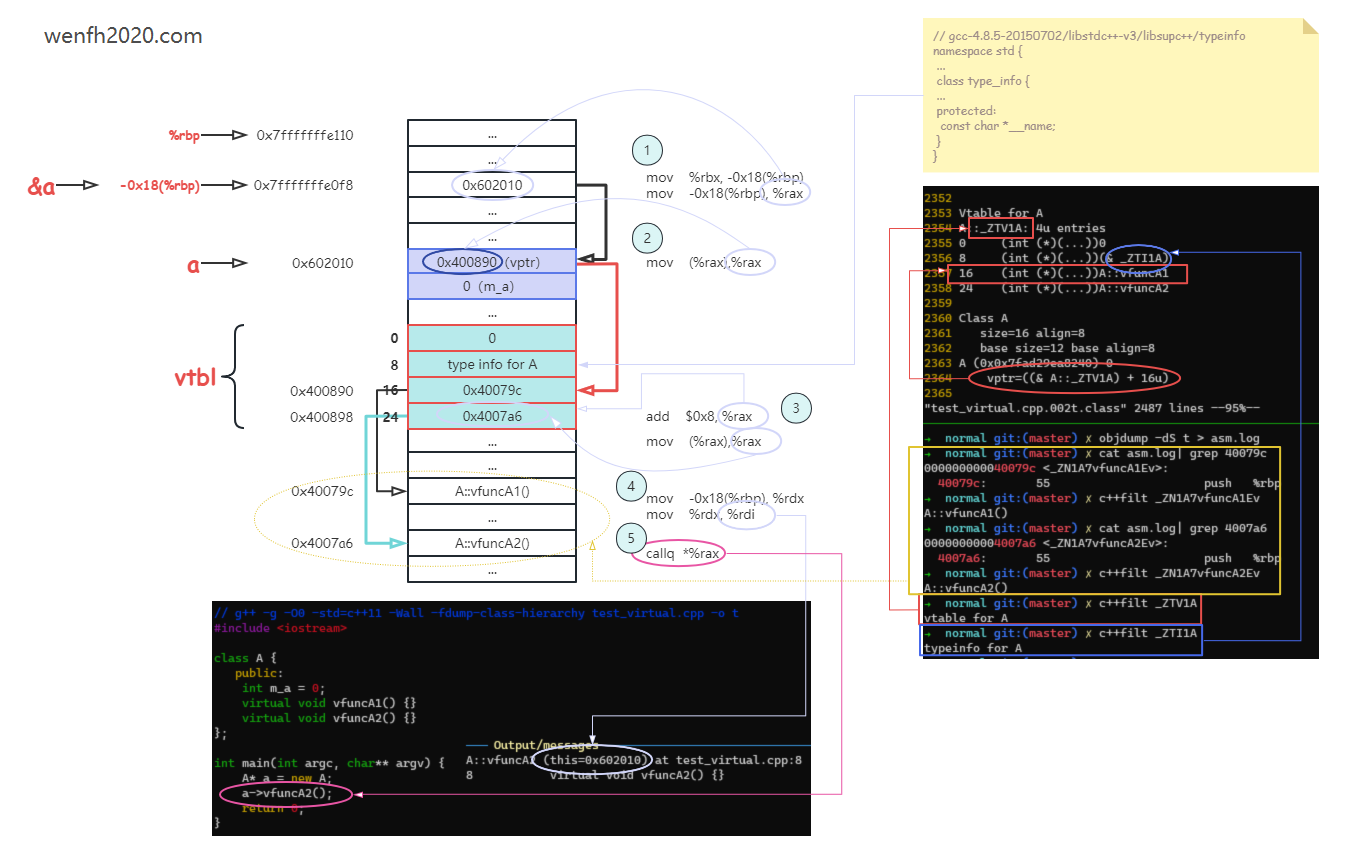 wenfh2020.com
// gcc-4.8.5-20150702/libstdc++-v3/libsupc++/typeinfo
namespace std {
...
class type_info {
...
protected:
const char *__name;
}
}
%rbp
0x7fffffffe110
&a
-0x18(%rbp)
0x7fffffffe0f8
a
0x602010
vtbl
0x400890
0x400898
0x40079c
0x4007a6
...
...
0x602010
...
...
0x400890 (vptr)
0 (m_a)
...
0 0
8 type info for A
16 0x40079c
24 0x4007a6
...
...
A::vfuncA1()
...
A::vfuncA2()
...
1
mov %rbx, -0x18(%rbp)
mov -0x18(%rbp), %rax
2
mov (%rax),%rax
3
add $0x8, %rax
mov (%rax),%rax
4
mov -0x18(%rbp), %rdx
mov %rdx, %rdi
5
callq *%rax
2352
2353 Vtable for A
2354 A::_ZTV1A: 4u entries
2355 0 (int (*)(...))0
2356 8 (int (*)(...))(& _ZTI1A)
2357 16 (int (*)(...))A::vfuncA1
2358 24 (int (*)(...))A::vfuncA2
2359
2360 Class A
2361 size=16 align=8
2362 base size=12 base align=8
2363 A (0x0x7fad29ea8240) 0
2364 vptr=((& A::_ZTV1A) + 16u)
2365
"test_virtual.cpp.002t.class" 2487 lines --95%--
→ normal git:(master) ✗ objdump -dS t > asm.log
→ normal git:(master) ✗ cat asm.log| grep 40079c
000000000040079c <_ZN1A7vfuncA1Ev>:
40079c: 55 push %rbp
→ normal git:(master) ✗ c++filt _ZN1A7vfuncA1Ev
A::vfuncA1()
→ normal git:(master) ✗ cat asm.log| grep 4007a6
00000000004007a6 <_ZN1A7vfuncA2Ev>:
4007a6: 55 push %rbp
→ normal git:(master) ✗ c++filt _ZN1A7vfuncA2Ev
A::vfuncA2()
→ normal git:(master) ✗ c++filt _ZTV1A
vtable for A
→ normal git:(master) ✗ c++filt _ZTI1A
typeinfo for A
// g++ -g -O0 -std=c++11 -Wall -fdump-class-hierarchy test_virtual.cpp -o t
#include <iostream>
class A {
public:
int m_a = 0;
virtual void vfuncA1() {}
virtual void vfuncA2() {}
};
int main(int argc, char** argv) {
A* a = new A;
a->vfuncA2();
return 0;
}
Output/messages
A::vfuncA2 (this=0x602010) at test_virtual.cpp:8
8 virtual void vfuncA2() {}